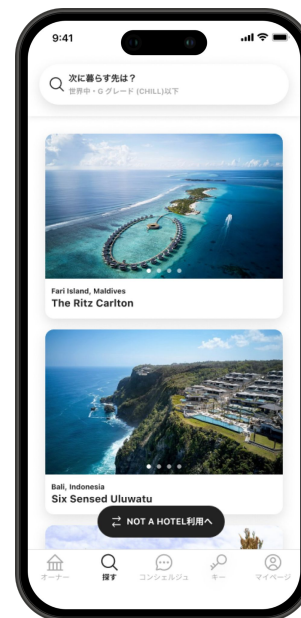 9:41
次に暮らす先は？
世界中・G グレード (CHILL)以下
Fari Island, Maldives
The Ritz Carlton
Bali, Indonesia
Six Sensed Uluwatu
NOT A HOTEL利用へ
オーナー
探す
コンシェルジュ
キー
マイページ